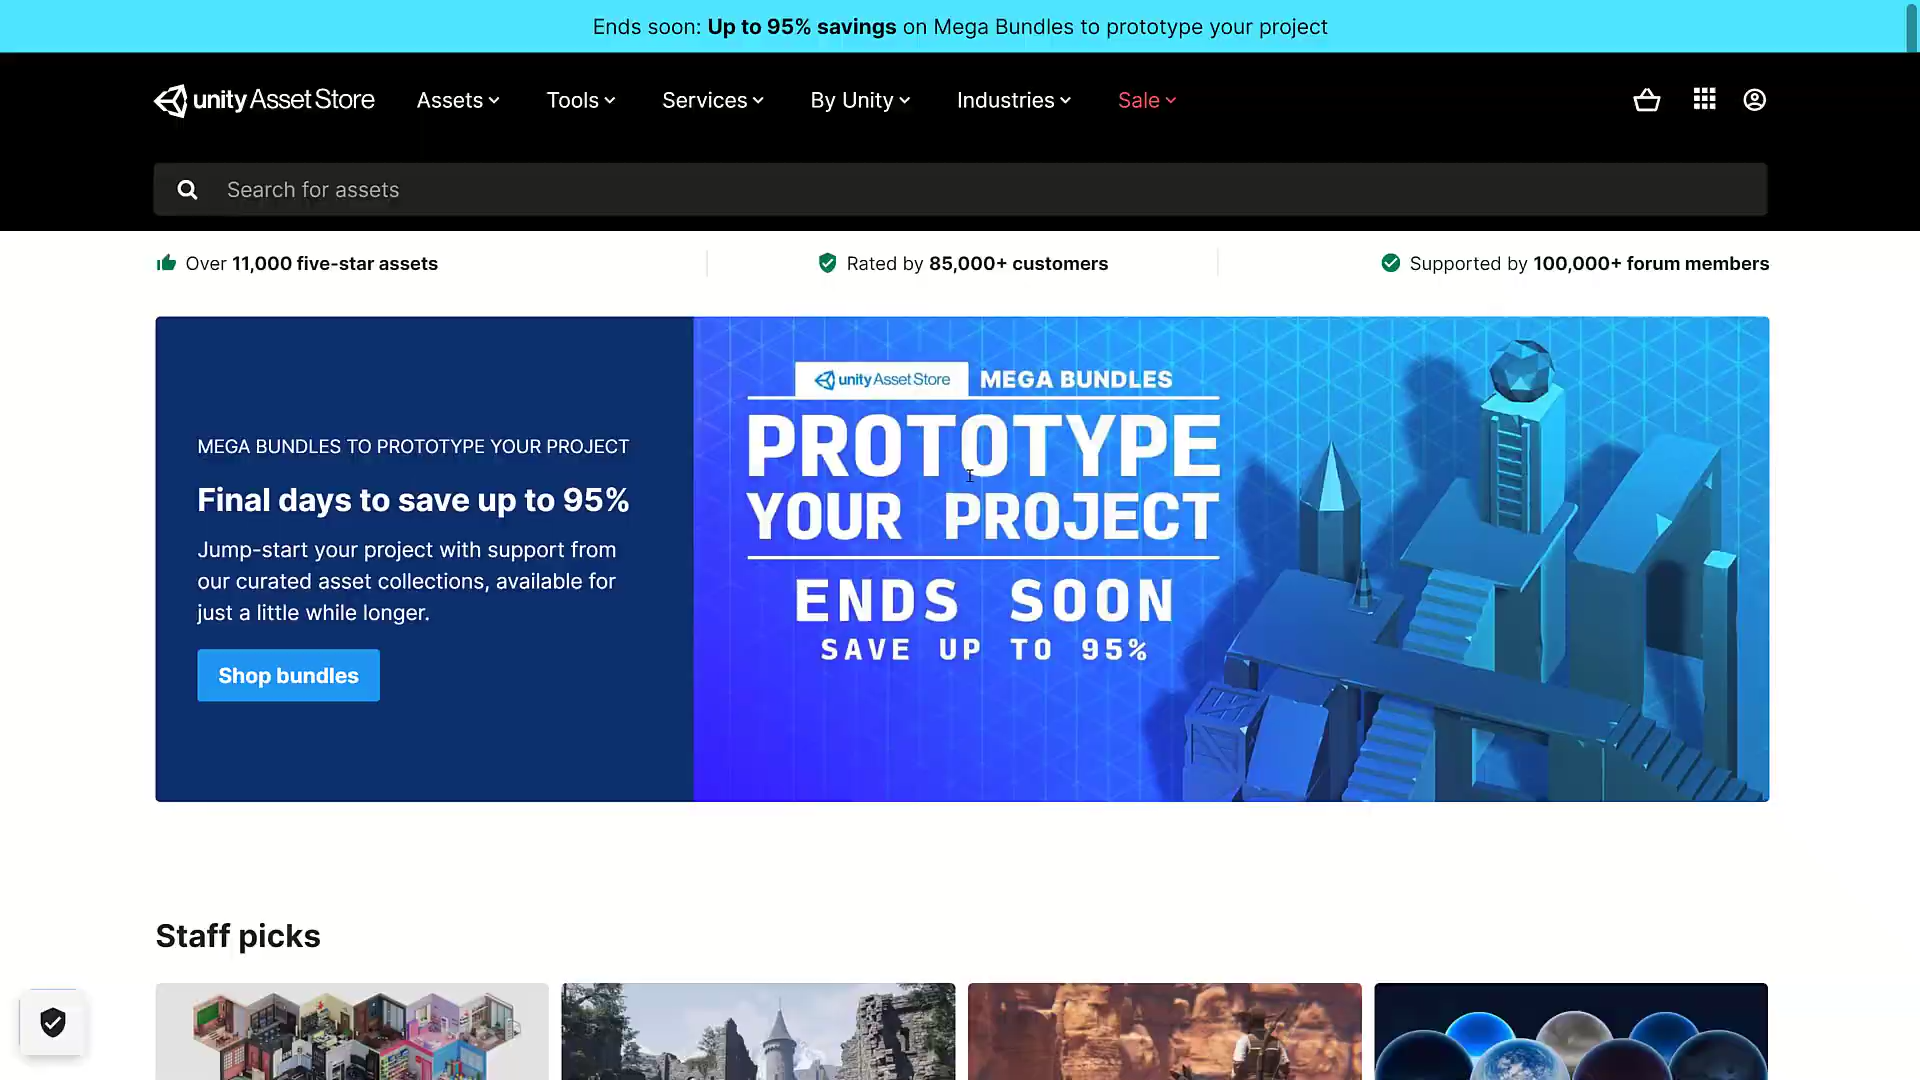 Ends soon: Up to 95% savings on Mega Bundles to prototype your project
unity Asset Store
Assets
Tools
Services
By Unity
Industries
Sale
Search for assets
Over 11,000 five-star assets
Rated by 85,000+ customers
Supported by 100,000+ forum members
MEGA BUNDLES TO PROTOTYPE YOUR PROJECT
Final days to save up to 95%
Jump-start your project with support from
our curated asset collections, available for
just a little while longer.
Shop bundles
unity Asset Store MEGA BUNDLES
PROTOTYPE
YOUR PROJECT
ENDS SOON
SAVE UP TO 95%
Staff picks